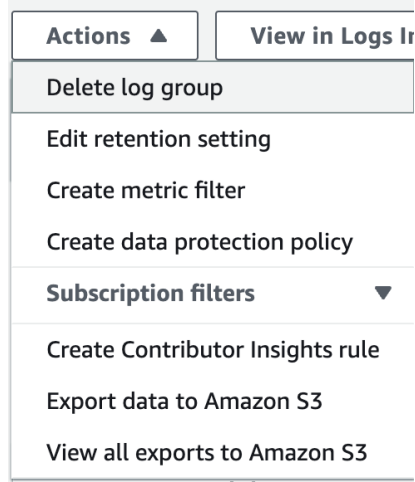 Actions View in Logs
Delete log group
Edit retention setting
Create metric filter
Create data protection policy
Subscription filters
Create Contributor Insights rule
Export data to Amazon S3
View all exports to Amazon S3